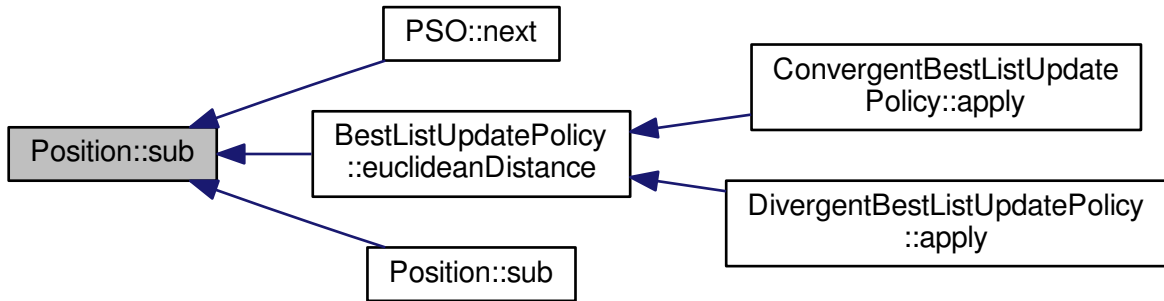 Position::sub
PSO::next
BestListUpdatePolicy
::euclideanDistance
Position::sub
ConvergentBestListUpdate
Policy::apply
DivergentBestListUpdatePolicy
::apply